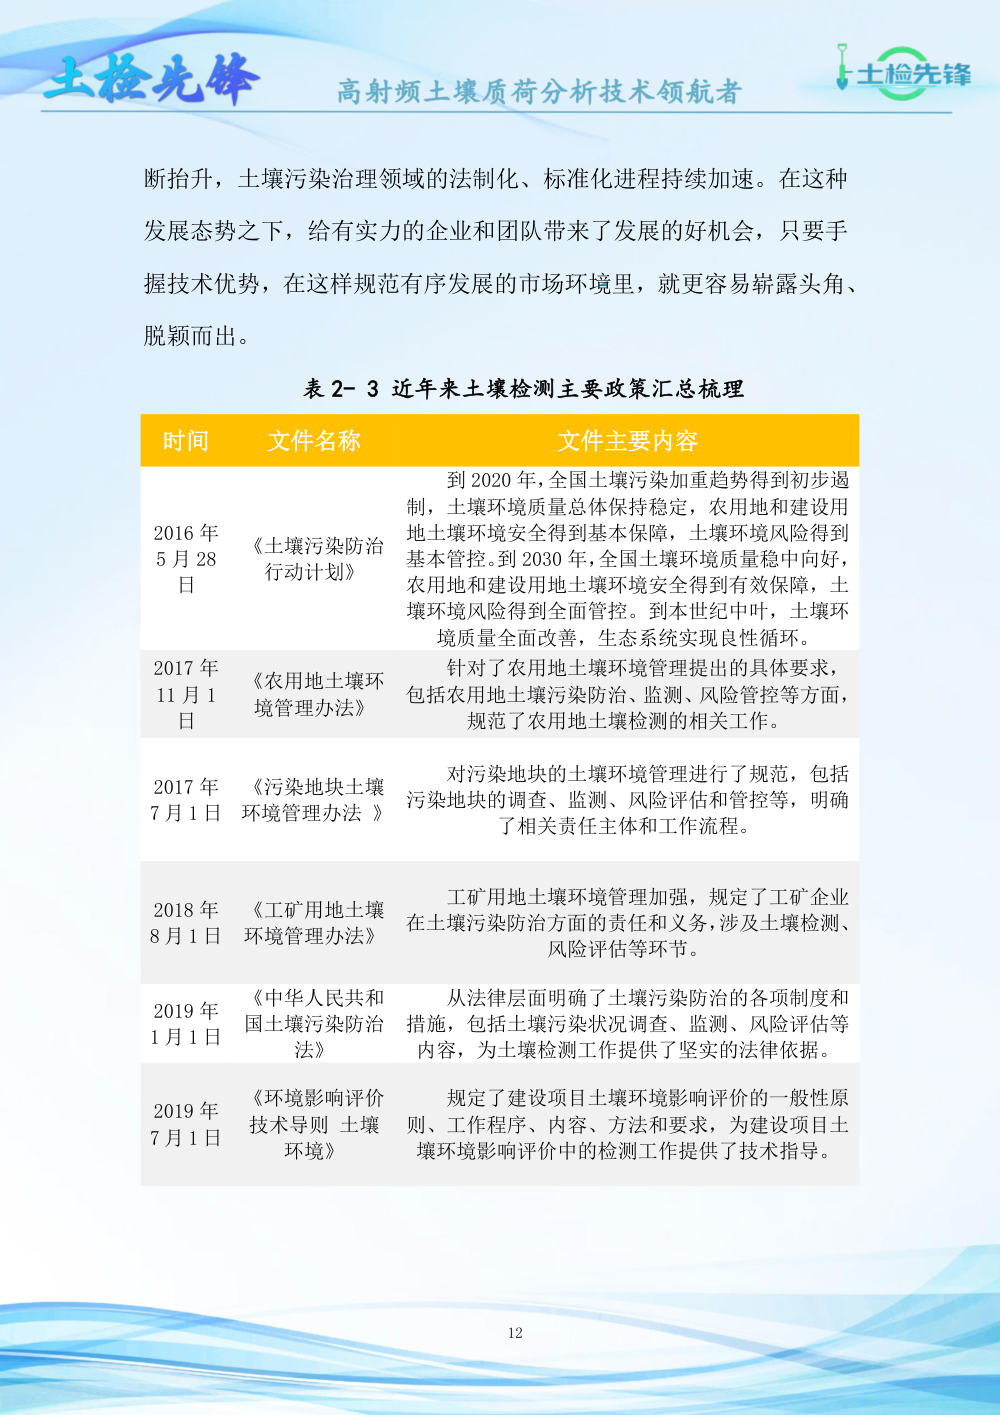 土检先锋
高射频土壤质荷分析技术领航者
土检先锋
断抬升，土壤污染治理领域的法制化、标准化进程持续加速。在这种
发展态势之下，给有实力的企业和团队带来了发展的好机会，只要手
握技术优势，在这样规范有序发展的市场环境里，就更容易崭露头角、
脱颖而出。
表 2- 3 近年来土壤检测主要政策汇总梳理
时间 文件名称 文件主要内容
2016 年
5 月 28
日
《土壤污染防治
行动计划》
到 2020 年，全国土壤污染加重趋势得到初步遏
制，土壤环境质量总体保持稳定，农用地和建设用
地土壤环境安全得到基本保障，土壤环境风险得到
基本管控。到 2030 年，全国土壤环境质量稳中向好，
农用地和建设用地土壤环境安全得到有效保障，土
壤环境风险得到全面管控。到本世纪中叶，土壤环
境质量全面改善，生态系统实现良性循环。
2017 年
11 月 1
日
《农用地土壤环
境管理办法》
针对了农用地土壤环境管理提出的具体要求，
包括农用地土壤污染防治、监测、风险管控等方面，
规范了农用地土壤检测的相关工作。
2017 年
7 月 1 日
《污染地块土壤
环境管理办法 》
对污染地块的土壤环境管理进行了规范，包括
污染地块的调查、监测、风险评估和管控等，明确
了相关责任主体和工作流程。
2018 年
8 月 1 日
《工矿用地土壤
环境管理办法》
工矿用地土壤环境管理加强，规定了工矿企业
在土壤污染防治方面的责任和义务，涉及土壤检测、
风险评估等环节。
2019 年
1 月 1 日
《中华人民共和
国土壤污染防治
法》
从法律层面明确了土壤污染防治的各项制度和
措施，包括土壤污染状况调查、监测、风险评估等
内容，为土壤检测工作提供了坚实的法律依据。
2019 年
7 月 1 日
《环境影响评价
技术导则 土壤
环境》
规定了建设项目土壤环境影响评价的一般性原
则、工作程序、内容、方法和要求，为建设项目土
壤环境影响评价中的检测工作提供了技术指导。
12